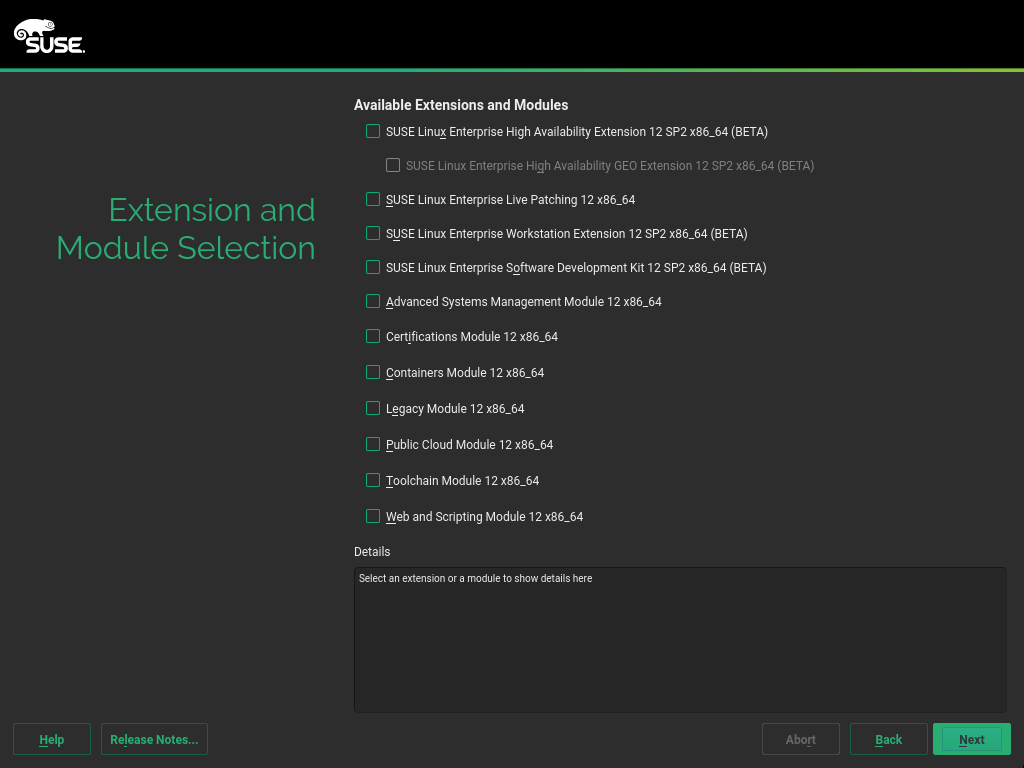 SUSE.
Available Extensions and Modules
SUSE Linux Enterprise High Availability Extension 12 SP2 x86_64 (BETA)
SUSE Linux Enterprise High Availability GEO Extension 12 SP2 x86_64 (BETA)
Extension and
Module Selection
SUSE Linux Enterprise Live Patching 12 x86_64
SUSE Linux Enterprise Workstation Extension 12 SP2 x86_64 (BETA)
SUSE Linux Enterprise Software Development Kit 12 SP2 x86_64 (BETA)
Advanced Systems Management Module 12 x86_64
Certifications Module 12 x86_64
Containers Module 12 x86_64
Legacy Module 12 x86_64
Public Cloud Module 12 x86_64
Toolchain Module 12 x86_64
Web and Scripting Module 12 x86_64
Details
Select an extension or a module to show details here
Help
Release Notes...
Abort
Back
Next